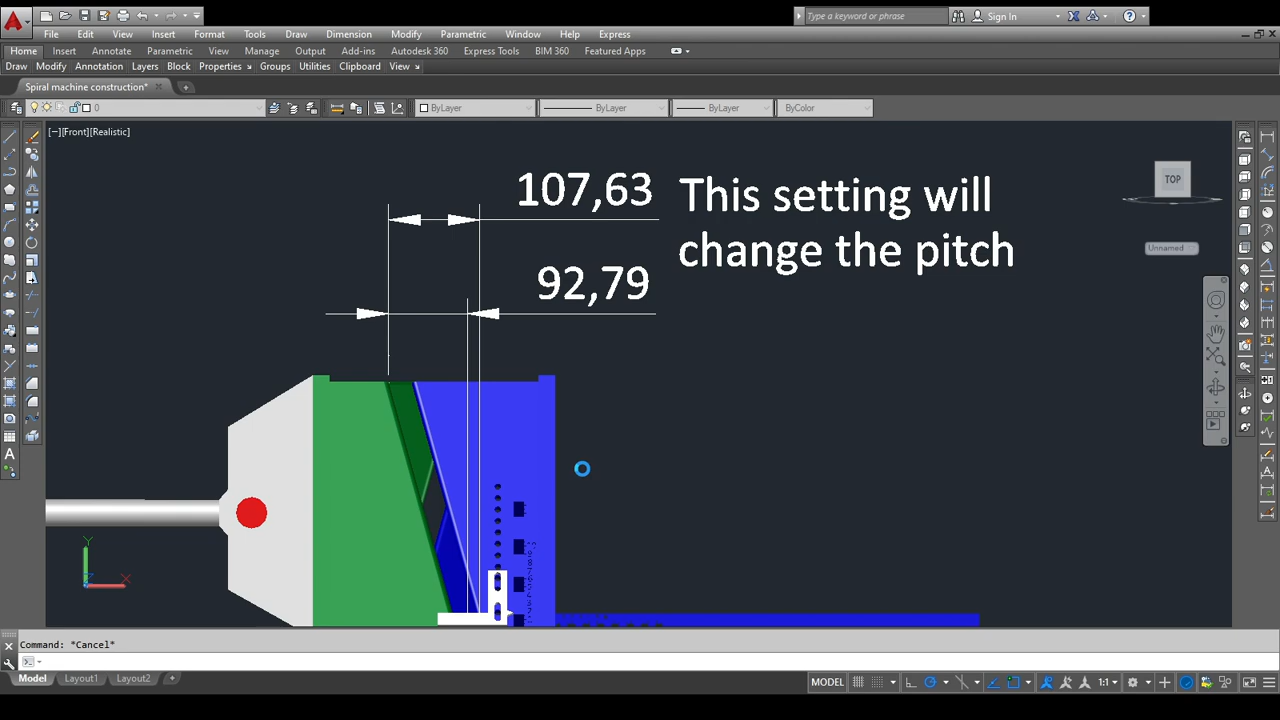 Type a keyword or phrase
Sign In
File Edit View Insert Format Tools Draw Dimension Modify Parametric Window Help Express
Home Insert Annotate Parametric View Manage Output Add-ins Autodesk 360 Express Tools BIM 360 Featured Apps
Draw Modify Annotation Layers Block Properties Groups Utilities Clipboard View
Spiral machine construction*
0 ByLayer ByLayer ByLayer ByColor
[−][Front][Realistic]
107,63
92,79
This setting will
change the pitch
TOP
Unnamed
Y
X
Z
Command: *Cancel*
Model Layout1 Layout2
MODEL 1:1